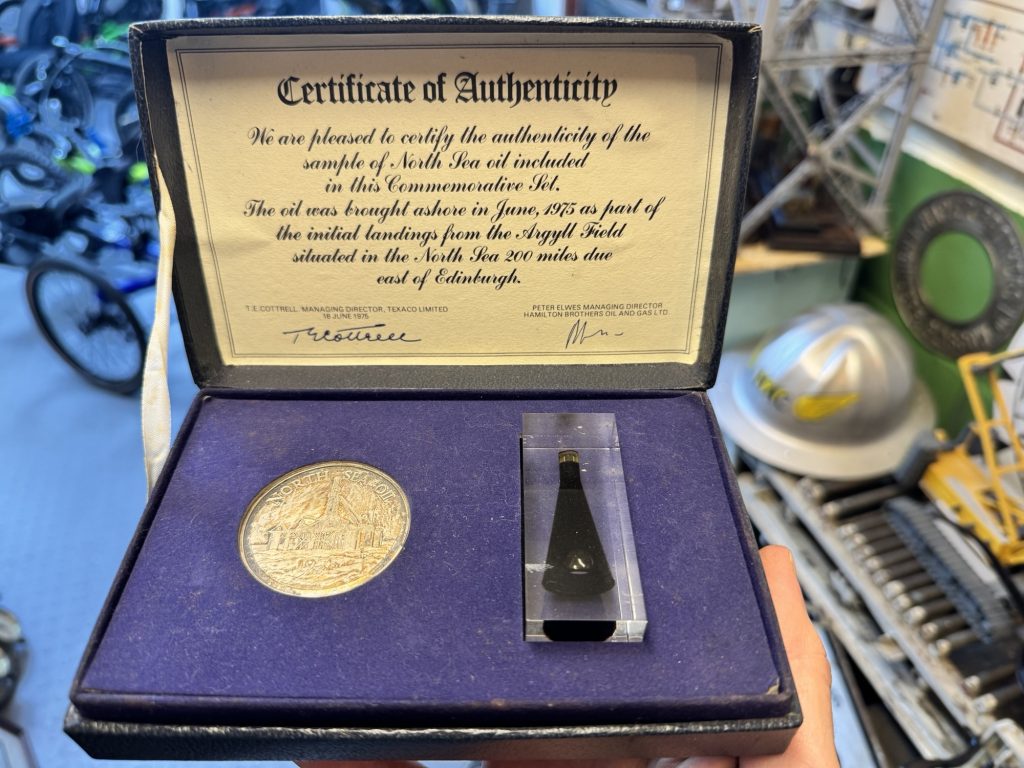 Certificate of Authenticity
We are pleased to certify the authenticity of the
sample of North Sea oil included
in this Commemorative Set.
The oil was brought ashore in June, 1975 as part of
the initial landings from the Argyll Field
situated in the North Sea 200 miles due
east of Edinburgh.
T.E.COTTRELL. MANAGING DIRECTOR, TEXACO LIMITED
18 JUNE 1975
PETER ELWES MANAGING DIRECTOR
HAMILTON BROTHERS OIL AND GAS LTD.
NORTH SEA OIL